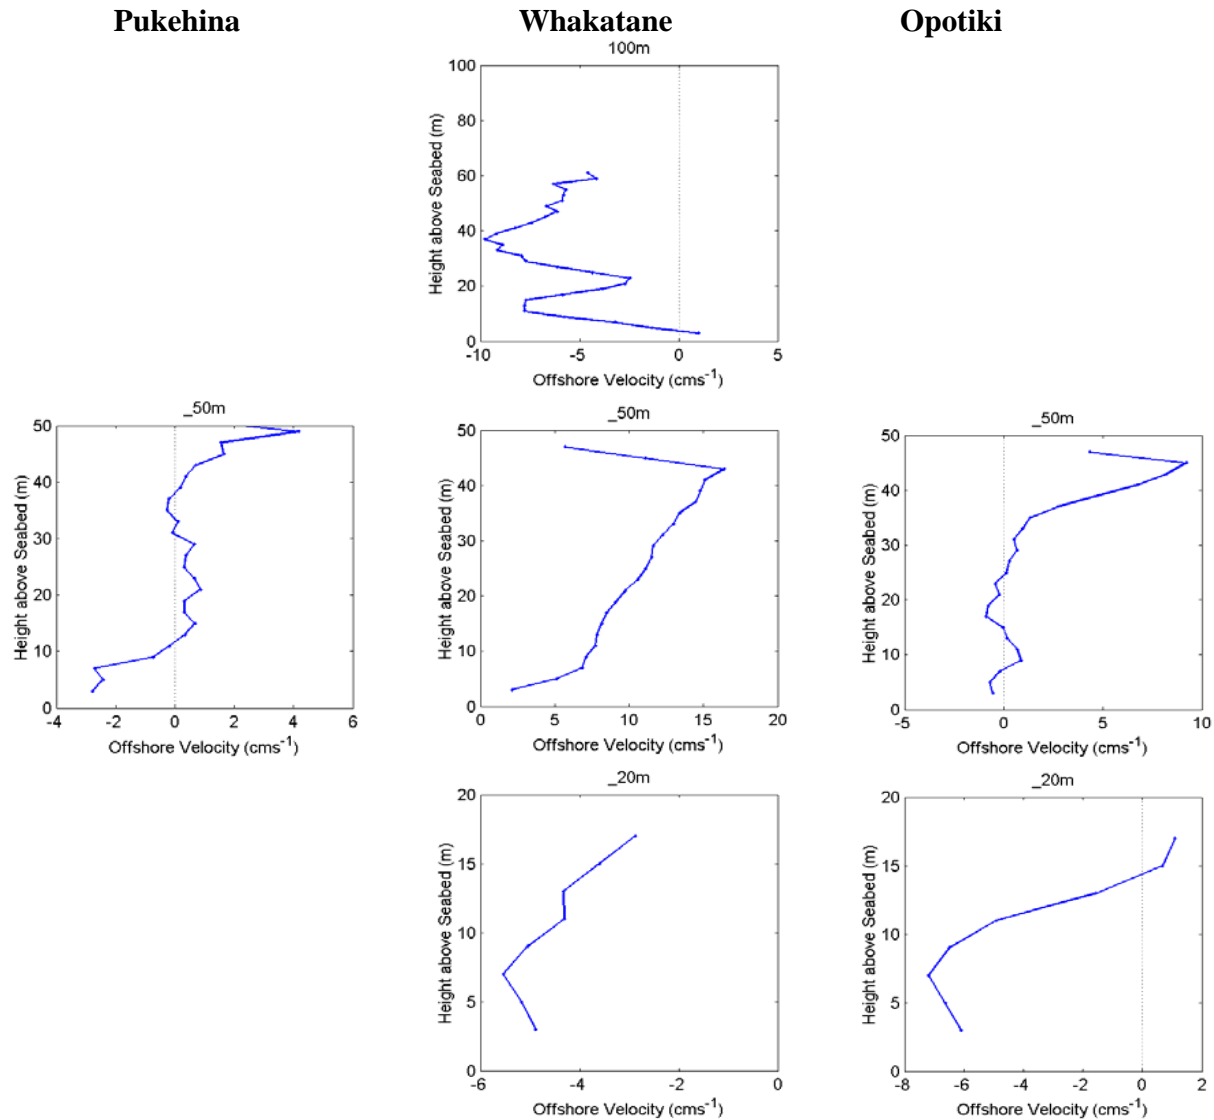 Pukehina Whakatane Opotiki
100m
100
80
60
40
20
0
Height above Seabed (m)
-10 -5 0 5
Offshore Velocity (cms-1)
_50m
50
40
30
20
10
0
Height above Seabed (m)
-4 -2 0 2 4 6
Offshore Velocity (cms-1)
_50m
50
40
30
20
10
0
Height above Seabed (m)
0 5 10 15 20
Offshore Velocity (cms-1)
_50m
50
40
30
20
10
0
Height above Seabed (m)
-5 0 5 10
Offshore Velocity (cms-1)
_20m
20
15
10
5
0
Height above Seabed (m)
-6 -4 -2 0
Offshore Velocity (cms-1)
_20m
20
15
10
5
0
Height above Seabed (m)
-8 -6 -4 -2 0 2
Offshore Velocity (cms-1)